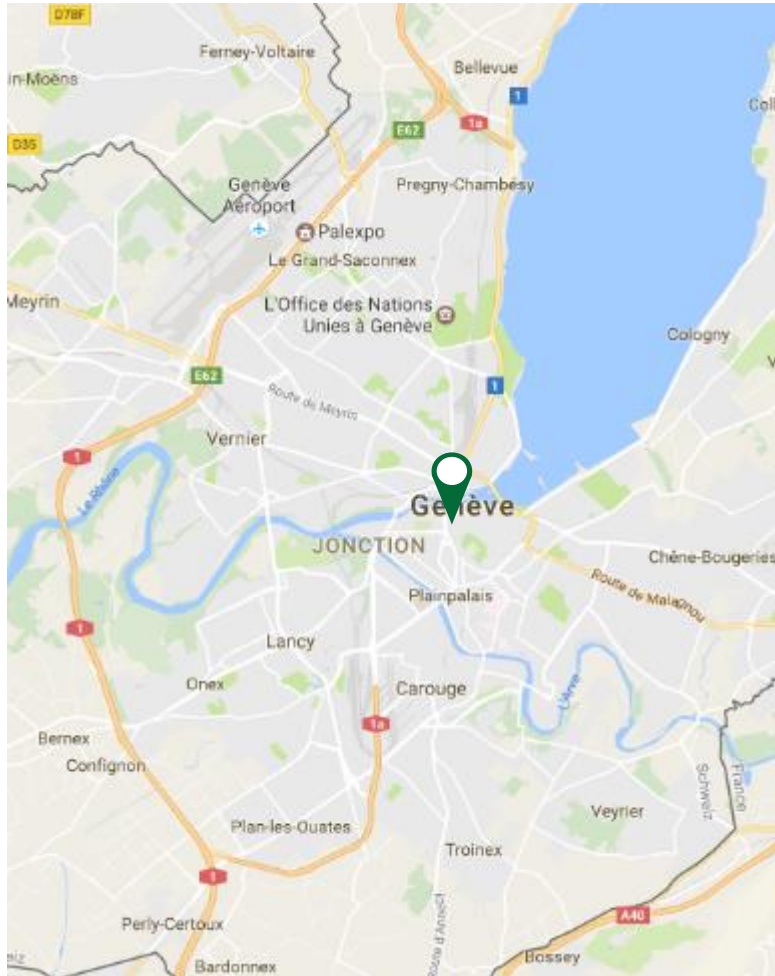 D78F
Ferney-Voltaire
Bellevue
in-Moëns
1
Coll
E62
1a
D35
Genève
Aéroport
Pregny-Chambésy
Palexpo
Le Grand-Saconnex
Meyrin
L'Office des Nations
Unies à Genève
Cologny
V
E62
1
Route de Meyrin
Vernier
1
Le Rhône
Genève
JONCTION
Chêne-Bougeries
Route de Malagnou
Plainpalais
1
Lancy
Onex
Carouge
L'Arve
1a
Bernex
Confignon
Schweiz
France
Veyrier
Plan-les-Ouates
Troinex
1
A40
Perly-Certoux
Route d'Annecy
Bossey
Bardonnex